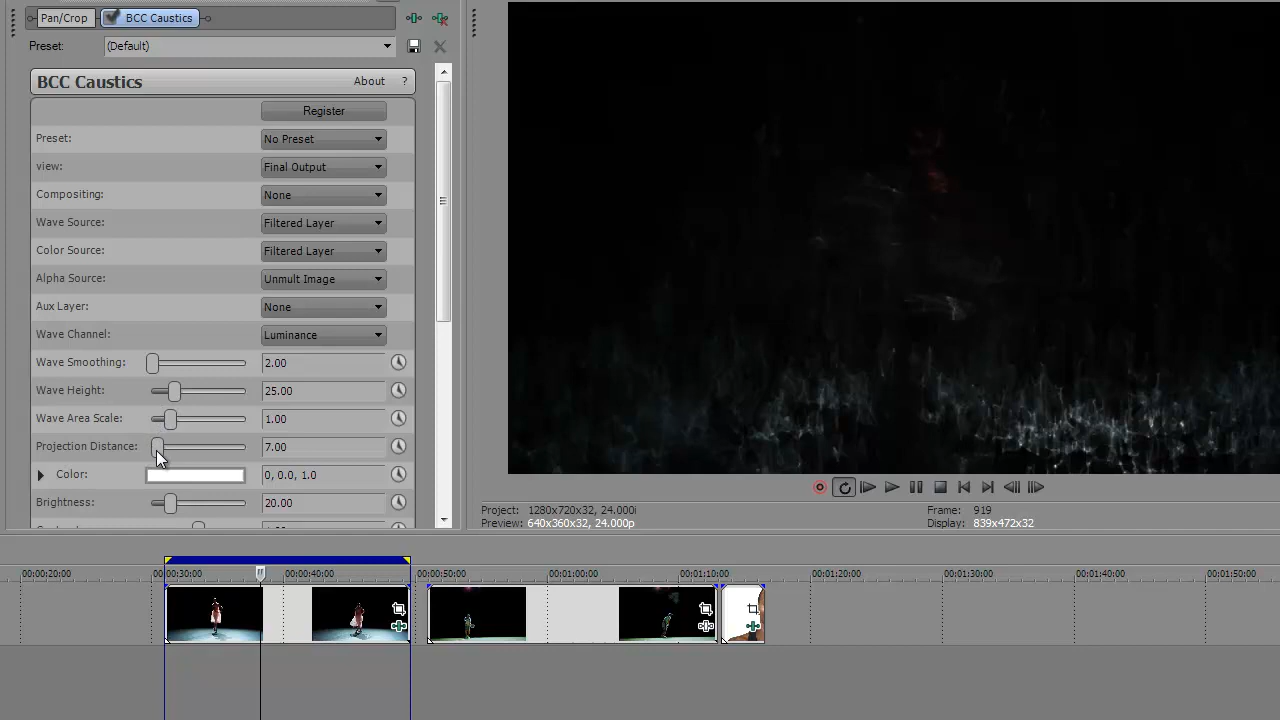 Pan/Crop
BCC Caustics
Preset:
(Default)
BCC Caustics
About
?
Register
Preset:
No Preset
view:
Final Output
Compositing:
None
Wave Source:
Filtered Layer
Color Source:
Filtered Layer
Alpha Source:
Unmult Image
Aux Layer:
None
Wave Channel:
Luminance
Wave Smoothing:
2.00
Wave Height:
25.00
Wave Area Scale:
1.00
Projection Distance:
7.00
Color:
0, 0.0, 1.0
Brightness:
20.00
Project: 1280x720x32, 24.000i
Preview: 640x360x32, 24.000p
Frame: 919
Display: 839x472x32
00:00:20:00
00:00:30:00
00:00:40:00
00:00:50:00
00:01:00:00
00:01:10:00
00:01:20:00
00:01:30:00
00:01:40:00
00:01:50:00